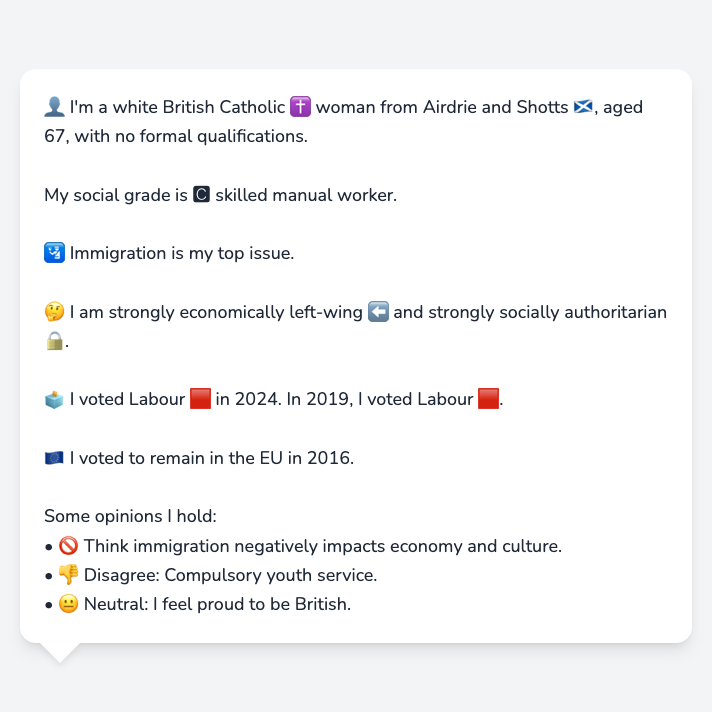 👤 I'm a white British Catholic ✝️ woman from Airdrie and Shotts 🏴󠁧󠁢󠁳󠁣󠁴󠁿, aged
67, with no formal qualifications.
My social grade is 🅲 skilled manual worker.
🛂 Immigration is my top issue.
🤔 I am strongly economically left-wing ⬅️ and strongly socially authoritarian
🔒.
🗳️ I voted Labour 🟥 in 2024. In 2019, I voted Labour 🟥.
🇪🇺 I voted to remain in the EU in 2016.
Some opinions I hold:
• 🚫 Think immigration negatively impacts economy and culture.
• 👎 Disagree: Compulsory youth service.
• 😐 Neutral: I feel proud to be British.